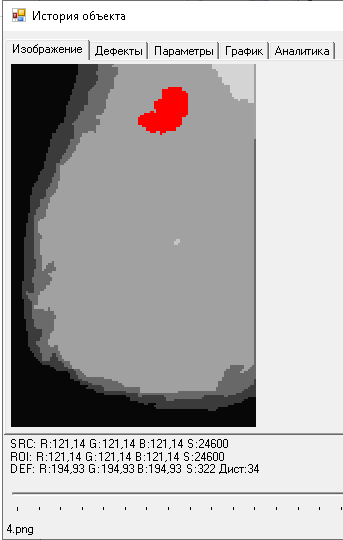 История объекта
Изображение Дефекты Параметры График Аналитика
SRC: R:121,14 G:121,14 B:121,14 S:24600
ROI: R:121,14 G:121,14 B:121,14 S:24600
DEF: R:194,93 G:194,93 B:194,93 S:322 Дист:34
4.png